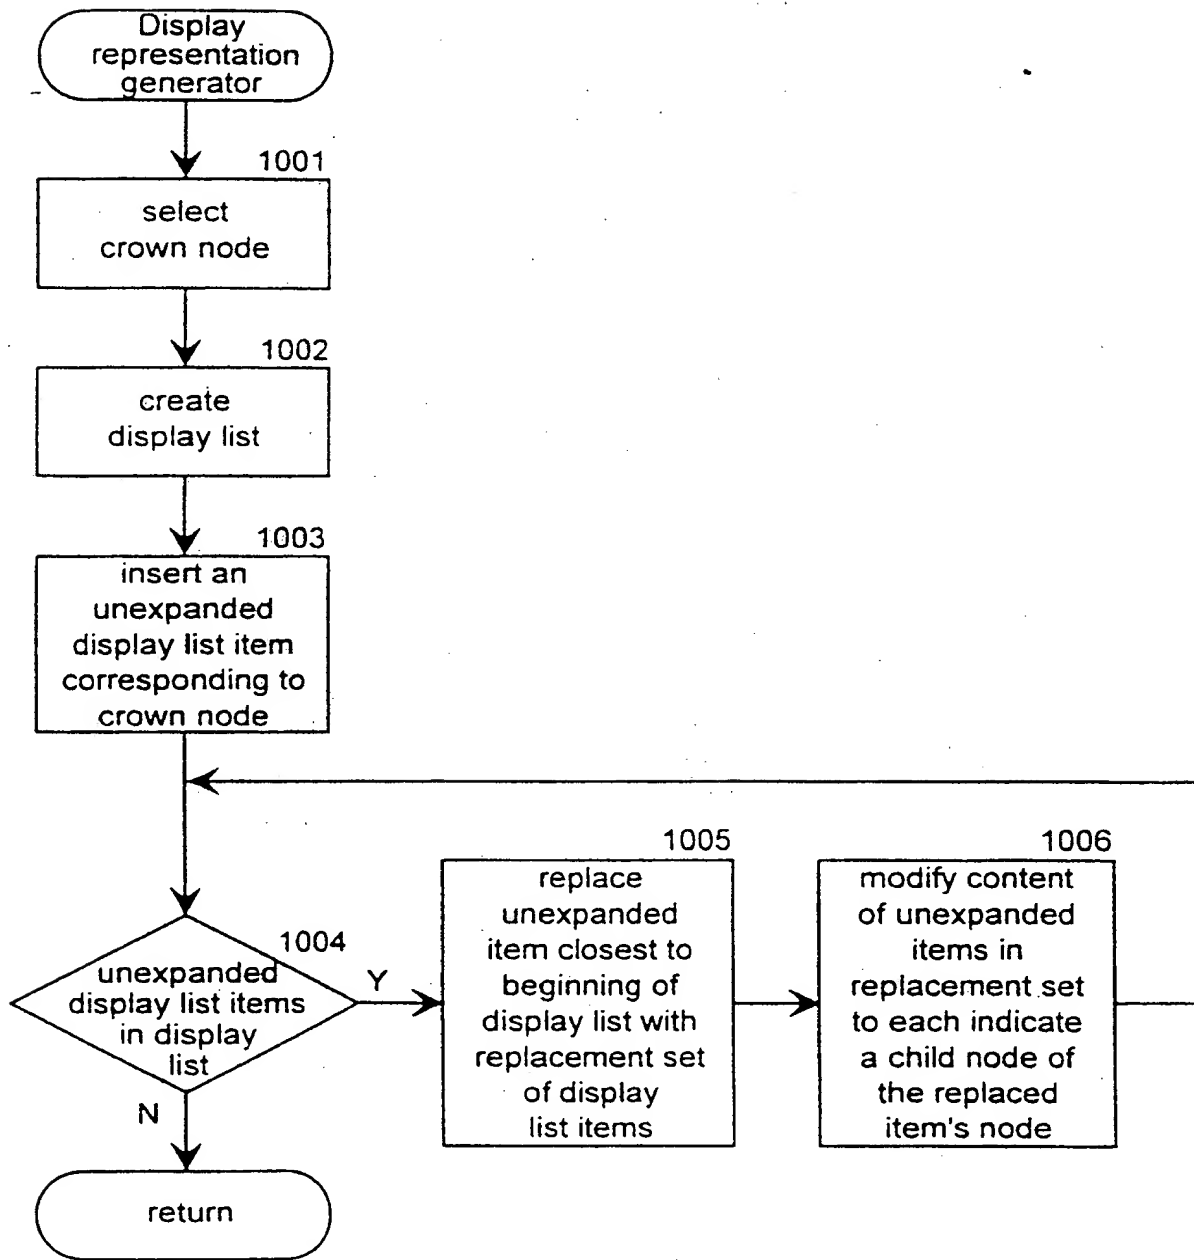 Display
representation
generator
1001
select
crown node
1002
create
display list
1003
insert an
unexpanded
display list item
corresponding to
crown node
1004
unexpanded
display list items
in display
list
Y
N
1005
replace
unexpanded
item closest to
beginning of
display list with
replacement set
of display
list items
1006
modify content
of unexpanded
items in
replacement set
to each indicate
a child node of
the replaced
item's node
return